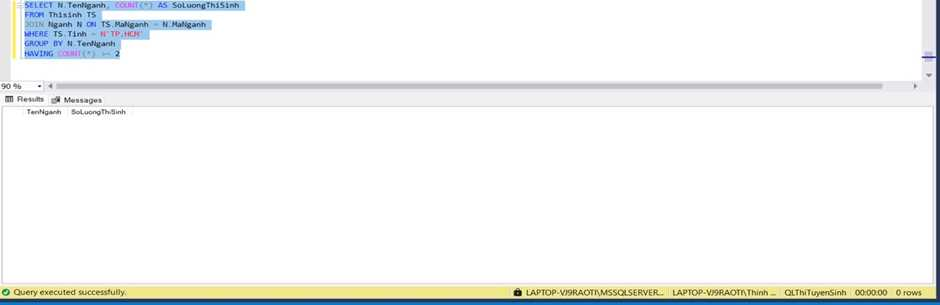 SELECT N.TenNganh, COUNT(*) AS SoLuongThiSinh
FROM Thisinh TS
JOIN Nganh N ON TS.MaNganh = N.MaNganh
WHERE TS.Tinh = N'TP.HCM'
GROUP BY N.TenNganh
HAVING COUNT(*) >= 2
90 %
Results Messages
TenNganh SoLuongThiSinh
Query executed successfully. LAPTOP-VJ9RAOTI\MSSQLSERVER... LAPTOP-VJ9RAOTI\Thinh ... QLThiTuyenSinh 00:00:00 0 rows